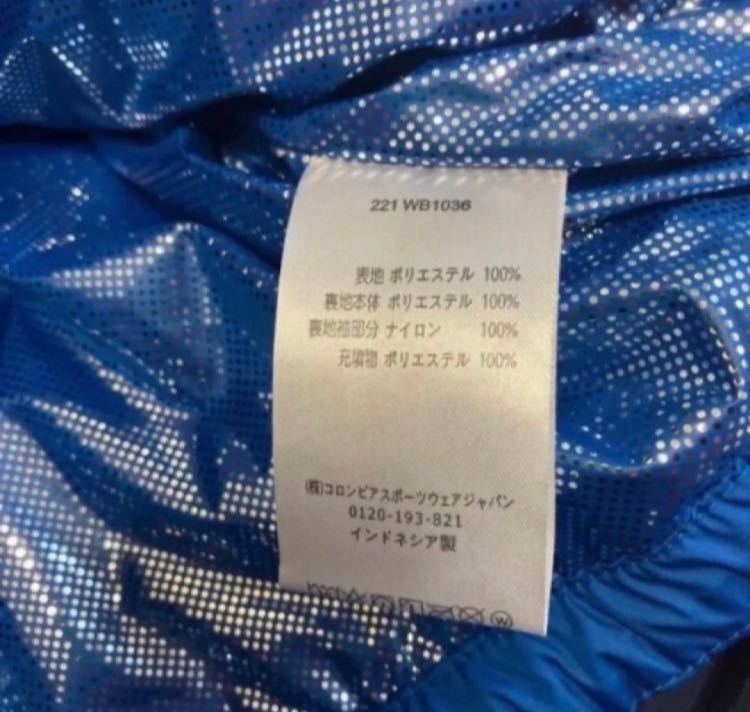 221 WB1036
表地 ポリエステル 100%
裏地本体 ポリエステル 100%
裏地袖部分 ナイロン 100%
充填物 ポリエステル 100%
(株)コロンビアスポーツウェアジャパン
0120-193-821
インドネシア製
W